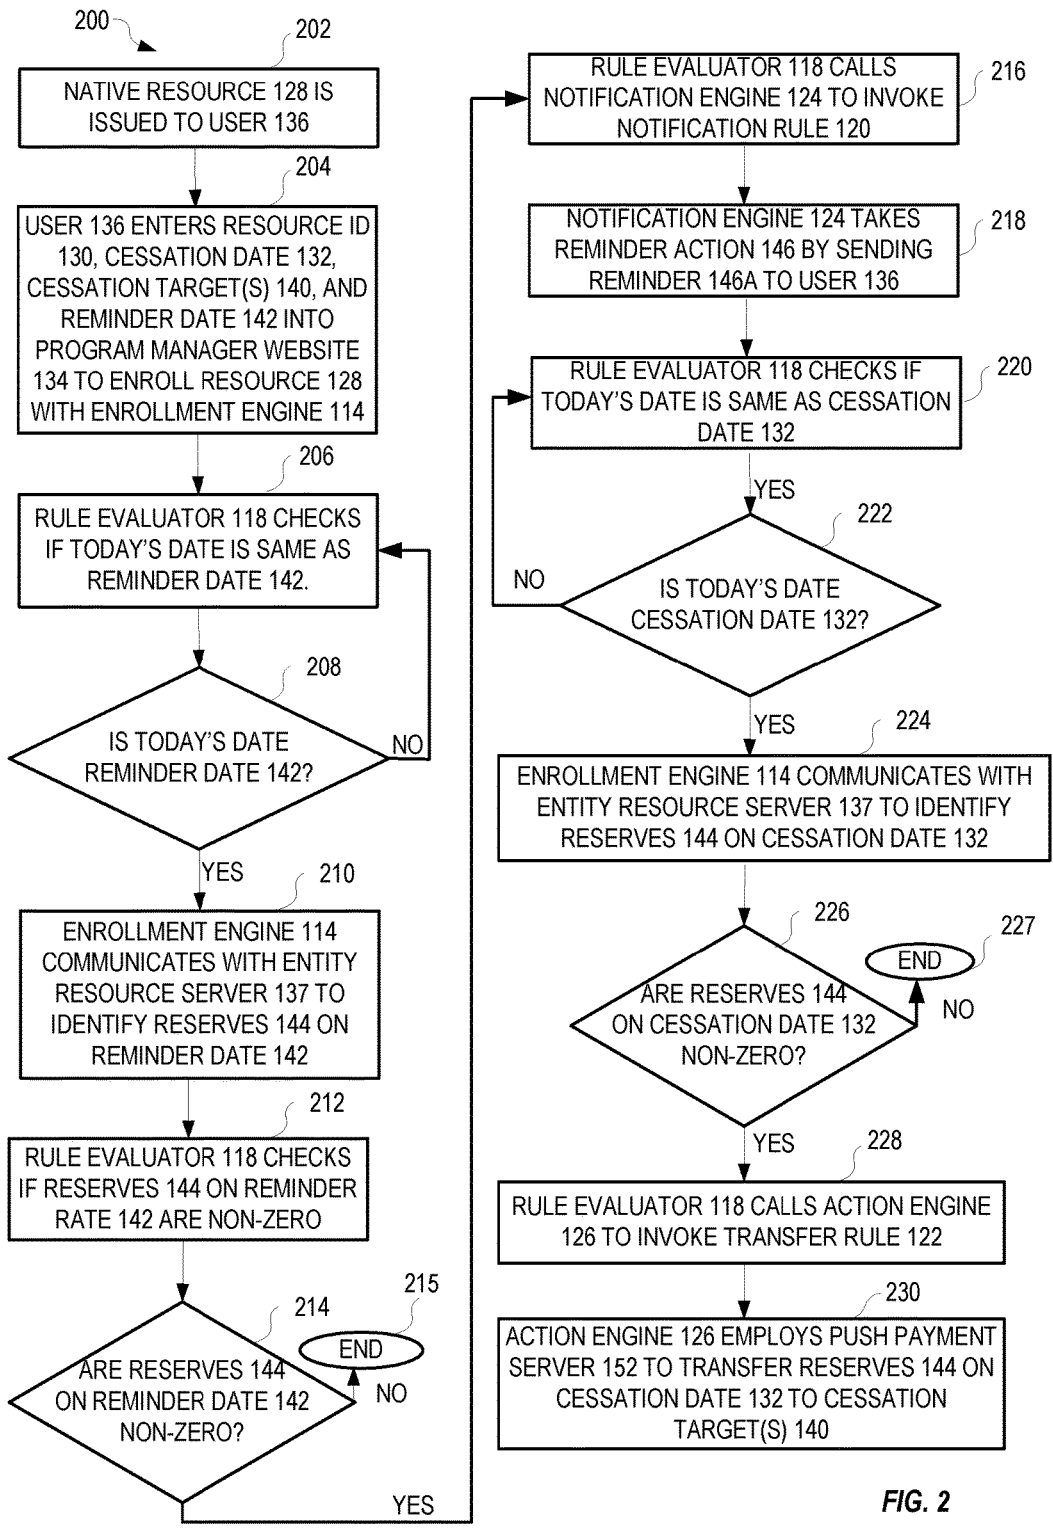 200
202
NATIVE RESOURCE 128 IS
ISSUED TO USER 136
204
USER 136 ENTERS RESOURCE ID
130, CESSATION DATE 132,
CESSATION TARGET(S) 140, AND
REMINDER DATE 142 INTO
PROGRAM MANAGER WEBSITE
134 TO ENROLL RESOURCE 128
WITH ENROLLMENT ENGINE 114
206
RULE EVALUATOR 118 CHECKS
IF TODAY'S DATE IS SAME AS
REMINDER DATE 142.
208
IS TODAY'S DATE
REMINDER DATE 142?
NO
YES
210
ENROLLMENT ENGINE 114
COMMUNICATES WITH ENTITY
RESOURCE SERVER 137 TO
IDENTIFY RESERVES 144 ON
REMINDER DATE 142
212
RULE EVALUATOR 118 CHECKS
IF RESERVES 144 ON REMINDER
RATE 142 ARE NON-ZERO
214
215
END
ARE RESERVES 144
ON REMINDER DATE 142
NON-ZERO?
NO
YES
216
RULE EVALUATOR 118 CALLS
NOTIFICATION ENGINE 124 TO INVOKE
NOTIFICATION RULE 120
218
NOTIFICATION ENGINE 124 TAKES
REMINDER ACTION 146 BY SENDING
REMINDER 146A TO USER 136
220
RULE EVALUATOR 118 CHECKS IF
TODAY'S DATE IS SAME AS CESSATION
DATE 132
YES
222
NO
IS TODAY'S DATE
CESSATION DATE 132?
YES
224
ENROLLMENT ENGINE 114 COMMUNICATES WITH
ENTITY RESOURCE SERVER 137 TO IDENTIFY
RESERVES 144 ON CESSATION DATE 132
226
227
END
ARE RESERVES 144
ON CESSATION DATE 132
NON-ZERO?
NO
YES
228
RULE EVALUATOR 118 CALLS ACTION ENGINE
126 TO INVOKE TRANSFER RULE 122
230
ACTION ENGINE 126 EMPLOYS PUSH PAYMENT
SERVER 152 TO TRANSFER RESERVES 144 ON
CESSATION DATE 132 TO CESSATION
TARGET(S) 140
FIG. 2